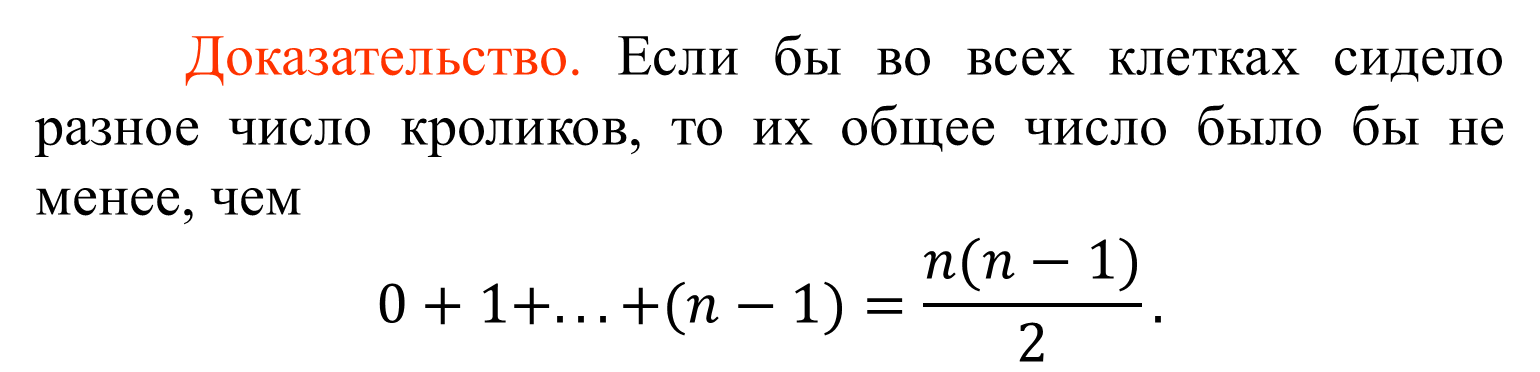 Доказательство. Если бы во всех клетках сидело
разное число кроликов, то их общее число было бы не
менее, чем
0 + 1+…+(n − 1) = n(n − 1)/2.